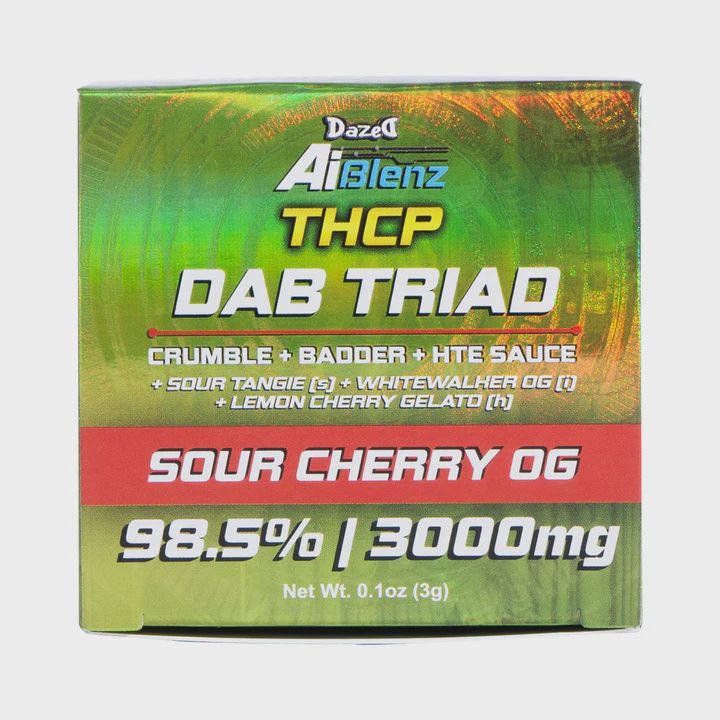 DazeD
AiBlenz
THCP
DAB TRIAD
CRUMBLE + BADDER + HTE SAUCE
+ SOUR TANGIE (s) + WHITEWALHER OG (i)
+ LEMON CHERRY GELATO (h)
SOUR CHERRY OG
98.5% | 3000mg
Net Wt. 0.1oz (3g)